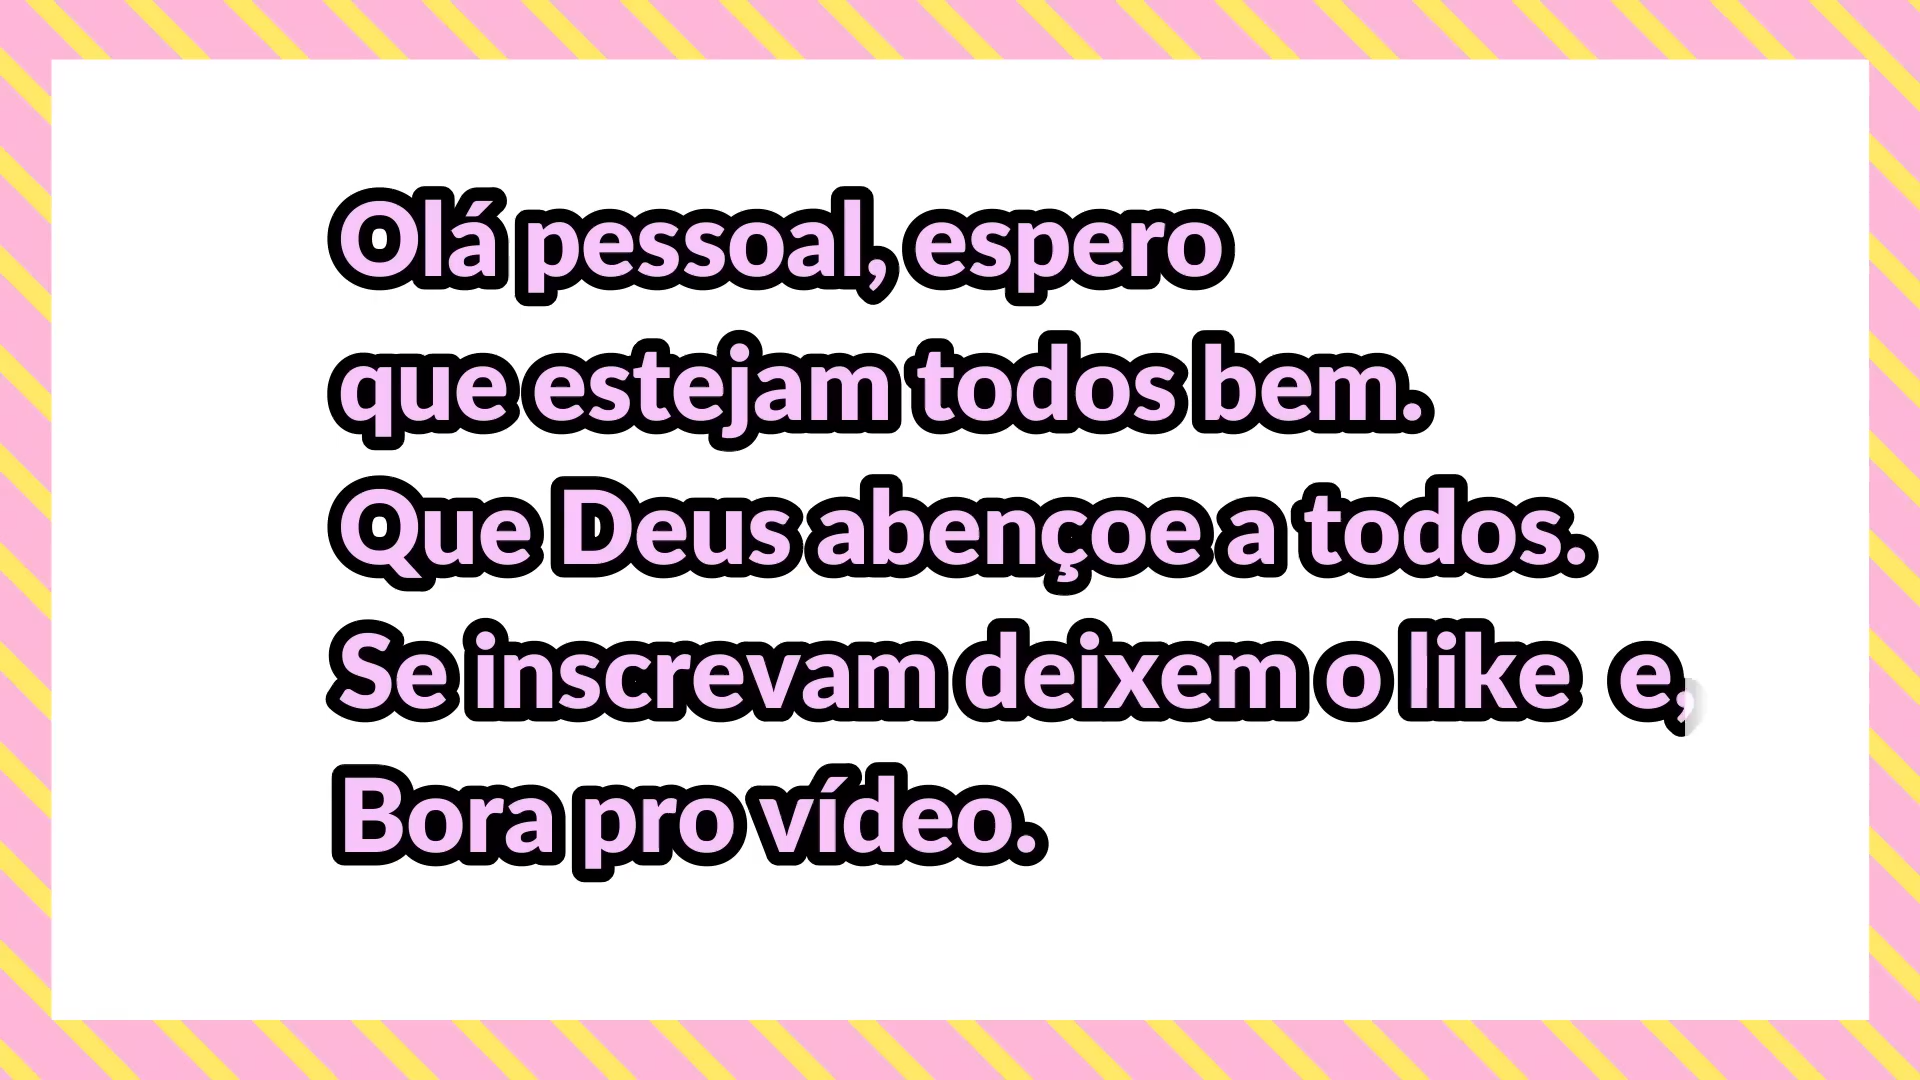 Olá pessoal, espero
que estejam todos bem.
Que Deus abençoe a todos.
Se inscrevam deixem o like e,
Bora pro vídeo.